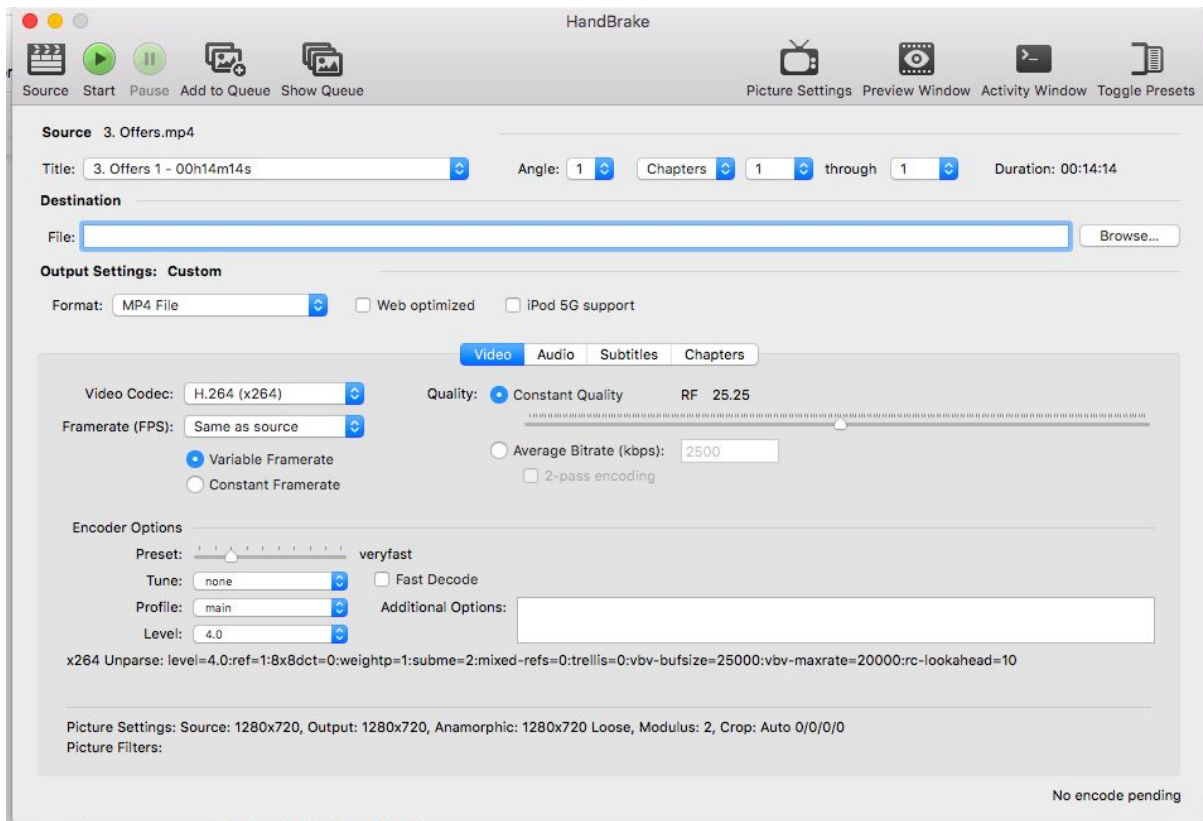 HandBrake
Source Start Pause Add to Queue Show Queue Picture Settings Preview Window Activity Window Toggle Presets
Source 3. Offers.mp4
Title: 3. Offers 1 - 00h14m14s Angle: 1 Chapters 1 through 1 Duration: 00:14:14
Destination
File: Browse...
Output Settings: Custom
Format: MP4 File Web optimized iPod 5G support
Video Audio Subtitles Chapters
Video Codec: H.264 (x264) Quality: Constant Quality RF 25.25
Framerate (FPS): Same as source
Average Bitrate (kbps): 2500
Variable Framerate
2-pass encoding
Constant Framerate
Encoder Options
Preset: veryfast
Tune: none Fast Decode
Profile: main Additional Options:
Level: 4.0
x264 Unparse: level=4.0:ref=1:8x8dct=0:weightp=1:subme=2:mixed-refs=0:trellis=0:vbv-bufsize=25000:vbv-maxrate=20000:rc-lookahead=10
Picture Settings: Source: 1280x720, Output: 1280x720, Anamorphic: 1280x720 Loose, Modulus: 2, Crop: Auto 0/0/0/0
Picture Filters:
No encode pending